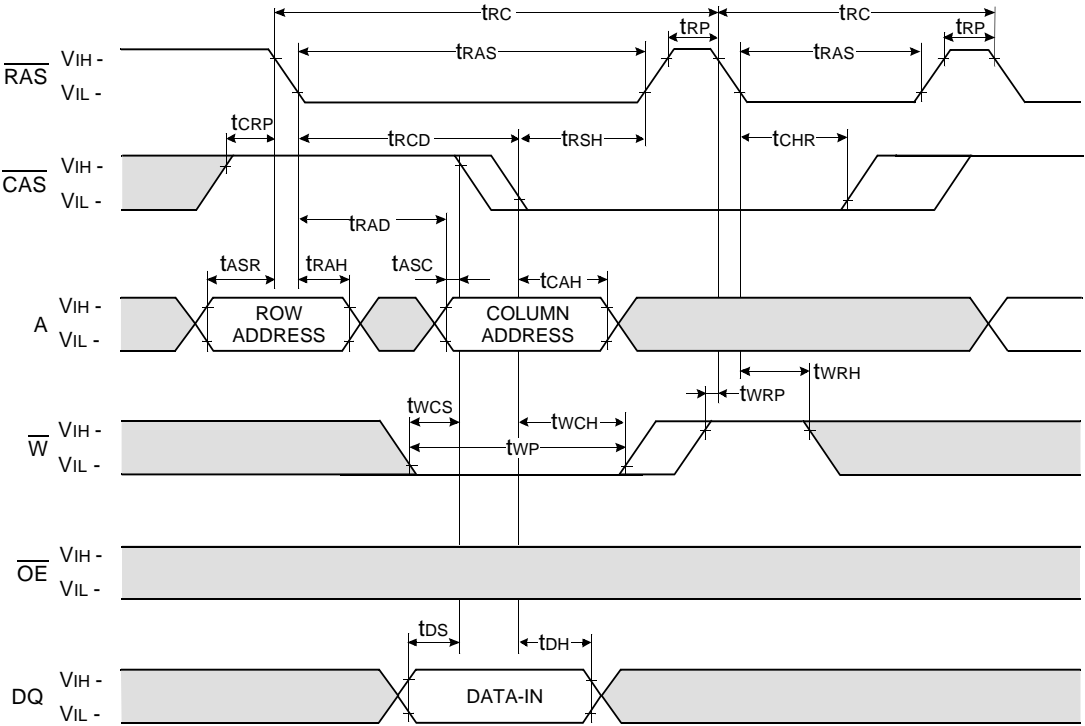 tRC tRC
tRP tRP
tRAS tRAS
RAS VIH -
VIL -
tCRP tRCD tRSH tCHR
CAS VIH -
VIL -
tRAD
tASR tRAH tASC tCAH
A VIH -
VIL -
ROW ADDRESS
COLUMN ADDRESS
tWRH
tWRP
tWCS tWCH
tWP
W VIH -
VIL -
OE VIH -
VIL -
tDS tDH
DQ VIH -
VIL -
DATA-IN